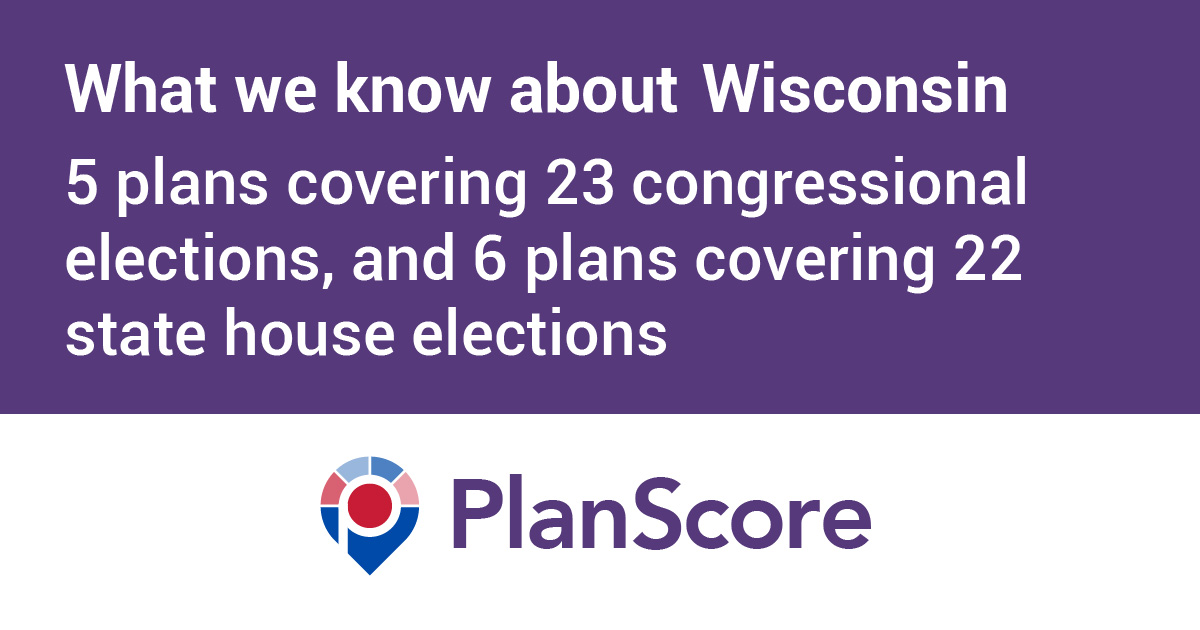 What we know about Wisconsin
5 plans covering 23 congressional
elections, and 6 plans covering 22
state house elections
PlanScore